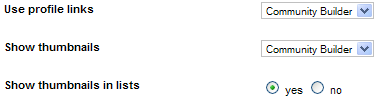 Use profile links Community Builder
Show thumbnails Community Builder
Show thumbnails in lists yes no